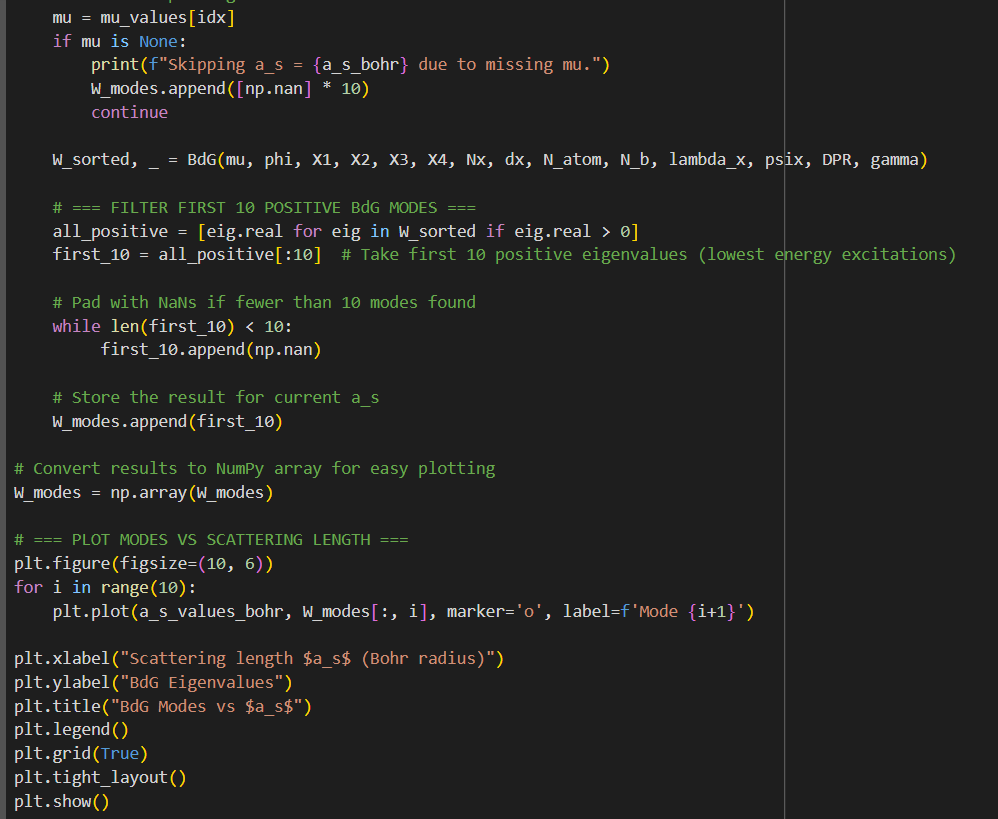 mu = mu_values[idx]
if mu is None:
print(f"Skipping a_s = {a_s_bohr} due to missing mu.")
W_modes.append([np.nan] * 10)
continue
W_sorted, _ = BdG(mu, phi, X1, X2, X3, X4, Nx, dx, N_atom, N_b, lambda_x, psix, DPR, gamma)
# === FILTER FIRST 10 POSITIVE BdG MODES ===
all_positive = [eig.real for eig in W_sorted if eig.real > 0]
first_10 = all_positive[:10]  # Take first 10 positive eigenvalues (lowest energy excitations)
# Pad with NaNs if fewer than 10 modes found
while len(first_10) < 10:
first_10.append(np.nan)
# Store the result for current a_s
W_modes.append(first_10)
# Convert results to NumPy array for easy plotting
W_modes = np.array(W_modes)
# === PLOT MODES VS SCATTERING LENGTH ===
plt.figure(figsize=(10, 6))
for i in range(10):
plt.plot(a_s_values_bohr, W_modes[:, i], marker='o', label=f'Mode {i+1}')
plt.xlabel("Scattering length $a_s$ (Bohr radius)")
plt.ylabel("BdG Eigenvalues")
plt.title("BdG Modes vs $a_s$")
plt.legend()
plt.grid(True)
plt.tight_layout()
plt.show()